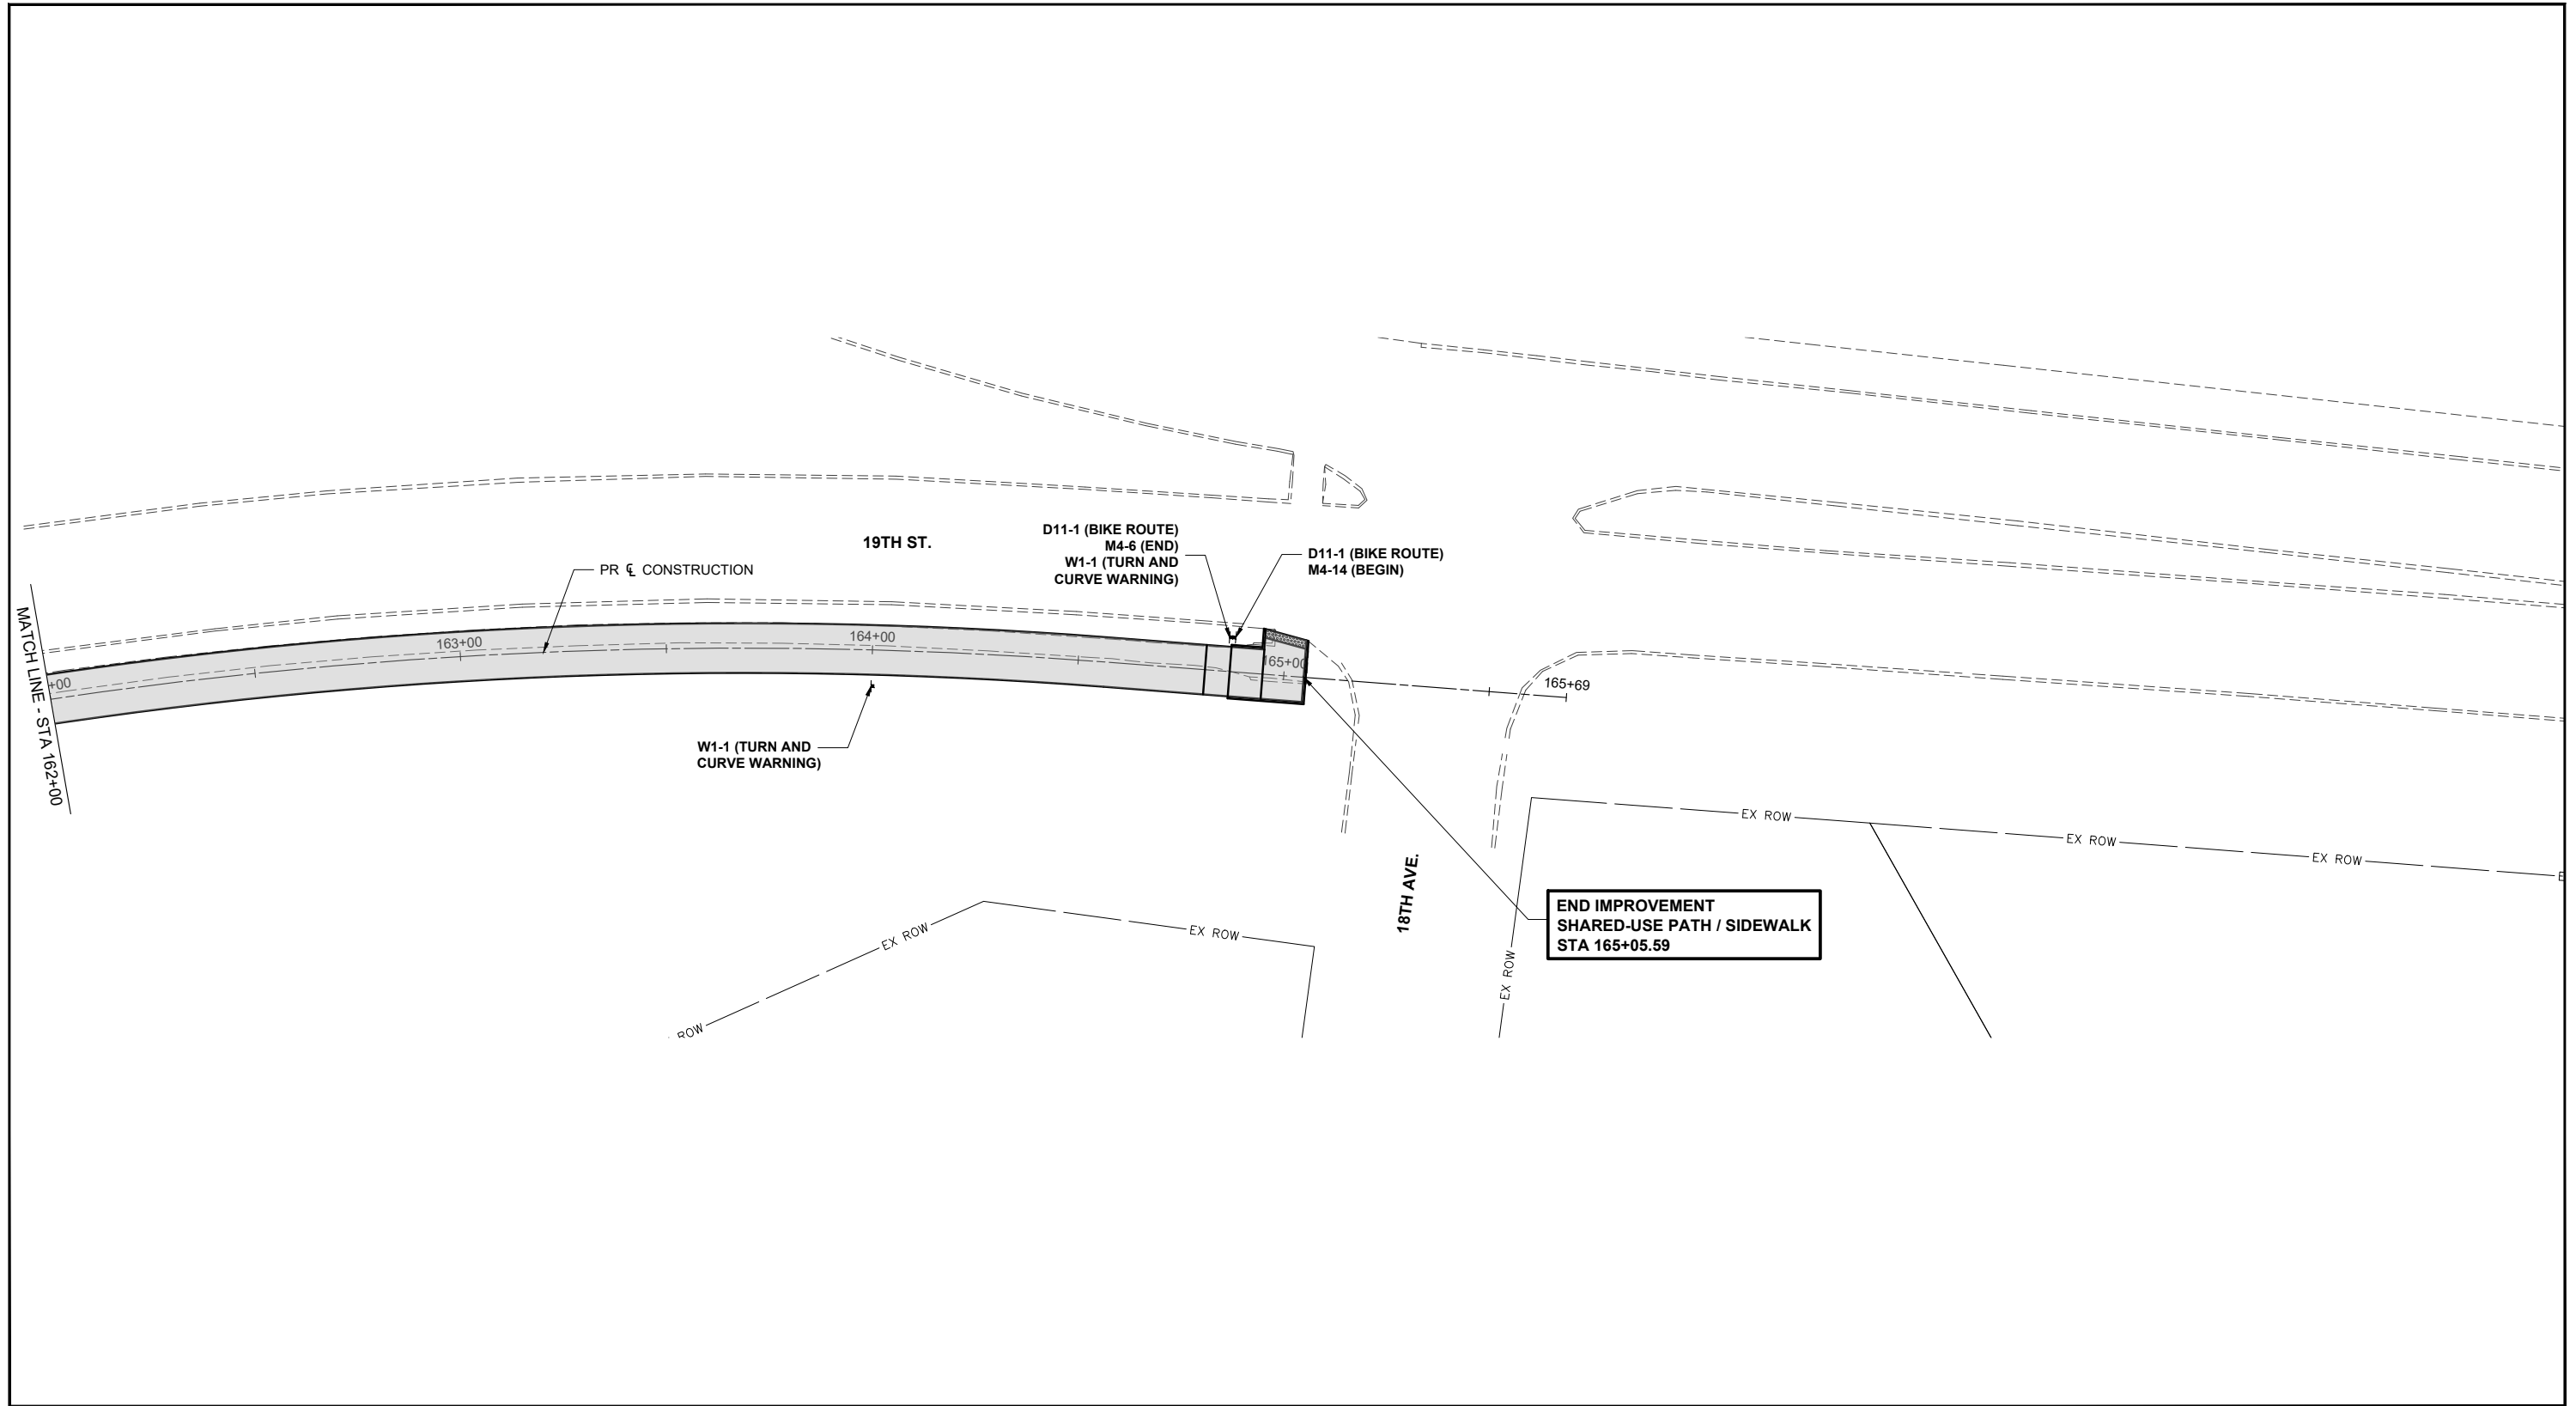 D11-1 (BIKE ROUTE)
M4-6 (END)
W1-1 (TURN AND
CURVE WARNING)
19TH ST.
D11-1 (BIKE ROUTE)
M4-14 (BEGIN)
PR ℄ CONSTRUCTION
163+00
164+00
165+00
+00
165+69
MATCH LINE - STA 162+00
W1-1 (TURN AND
CURVE WARNING)
EX ROW
EX ROW
EX ROW
E
18TH AVE.
END IMPROVEMENT
SHARED-USE PATH / SIDEWALK
STA 165+05.59
EX ROW
EX ROW
EX ROW
ROW